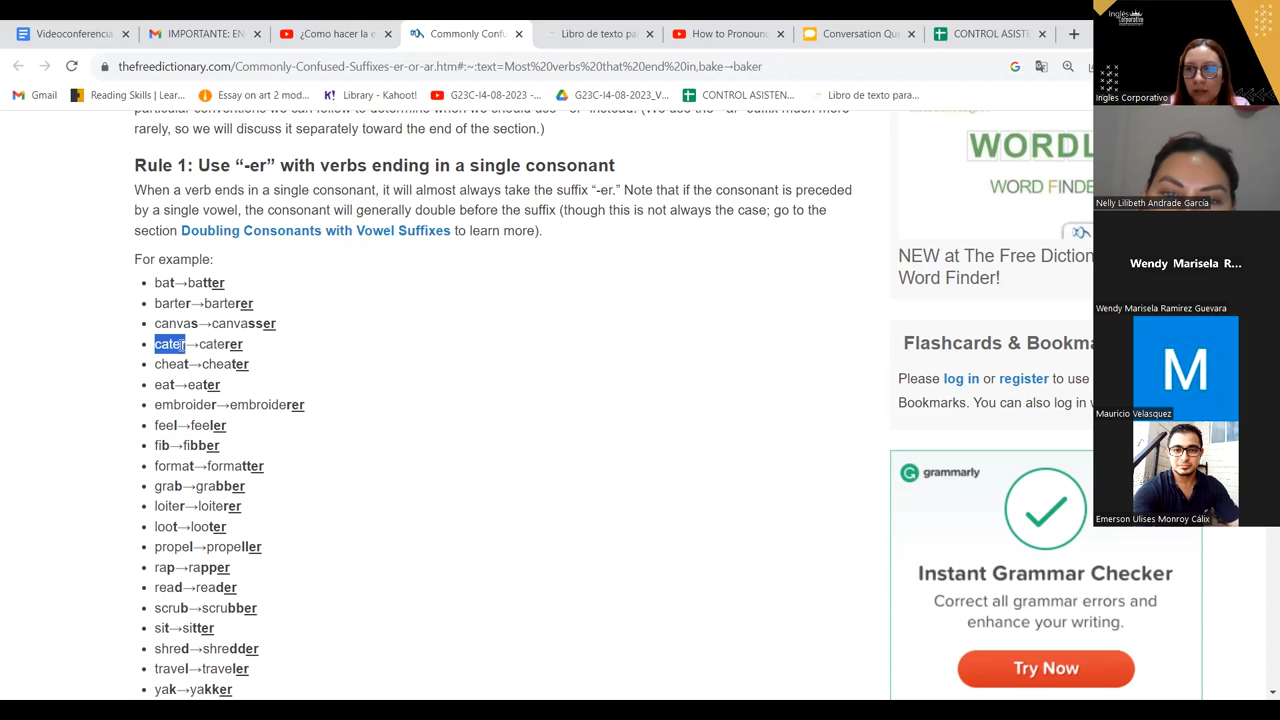 Videoconferencia
IMPORTANTE: EN
¿Como hacer la e
Commonly Confu
Libro de texto pa
How to Pronounc
Conversation Que
CONTROL ASISTE
thefreedictionary.com/Commonly-Confused-Suffixes-er-or-ar.htm#:~:text=Most%20verbs%20that%20end%20in,bake→baker
Gmail
Reading Skills | Lear...
Essay on art 2 mod...
Library - Kahoot!
G23C-I4-08-2023 -...
G23C-I4-08-2023_V...
CONTROL ASISTEN...
Libro de texto para...
rarely, so we will discuss it separately toward the end of the section.)
Rule 1: Use “-er” with verbs ending in a single consonant
When a verb ends in a single consonant, it will almost always take the suffix “-er.” Note that if the consonant is preceded
by a single vowel, the consonant will generally double before the suffix (though this is not always the case; go to the
section Doubling Consonants with Vowel Suffixes to learn more).
For example:
• bat→batter
• barter→barterer
• canvas→canvasser
• cater→caterer
• cheat→cheater
• eat→eater
• embroider→embroiderer
• feel→feeler
• fib→fibber
• format→formatter
• grab→grabber
• loiter→loiterer
• loot→looter
• propel→propeller
• rap→rapper
• read→reader
• scrub→scrubber
• sit→sitter
• shred→shredder
• travel→traveler
• yak→yakker
WORDL
WORD FINDE
NEW at The Free Diction
Word Finder!
Flashcards & Bookma
Please log in or register to use
Bookmarks. You can also log in
grammarly
Instant Grammar Checker
Correct all grammar errors and
enhance your writing.
Try Now
Inglés
Corporativo
Ingles Corporativo
Nelly Lilibeth Andrade García
Wendy Marisela R...
Wendy Marisela Ramirez Guevara
M
Mauricio Velasquez
Emerson Ulises Monroy Cálix